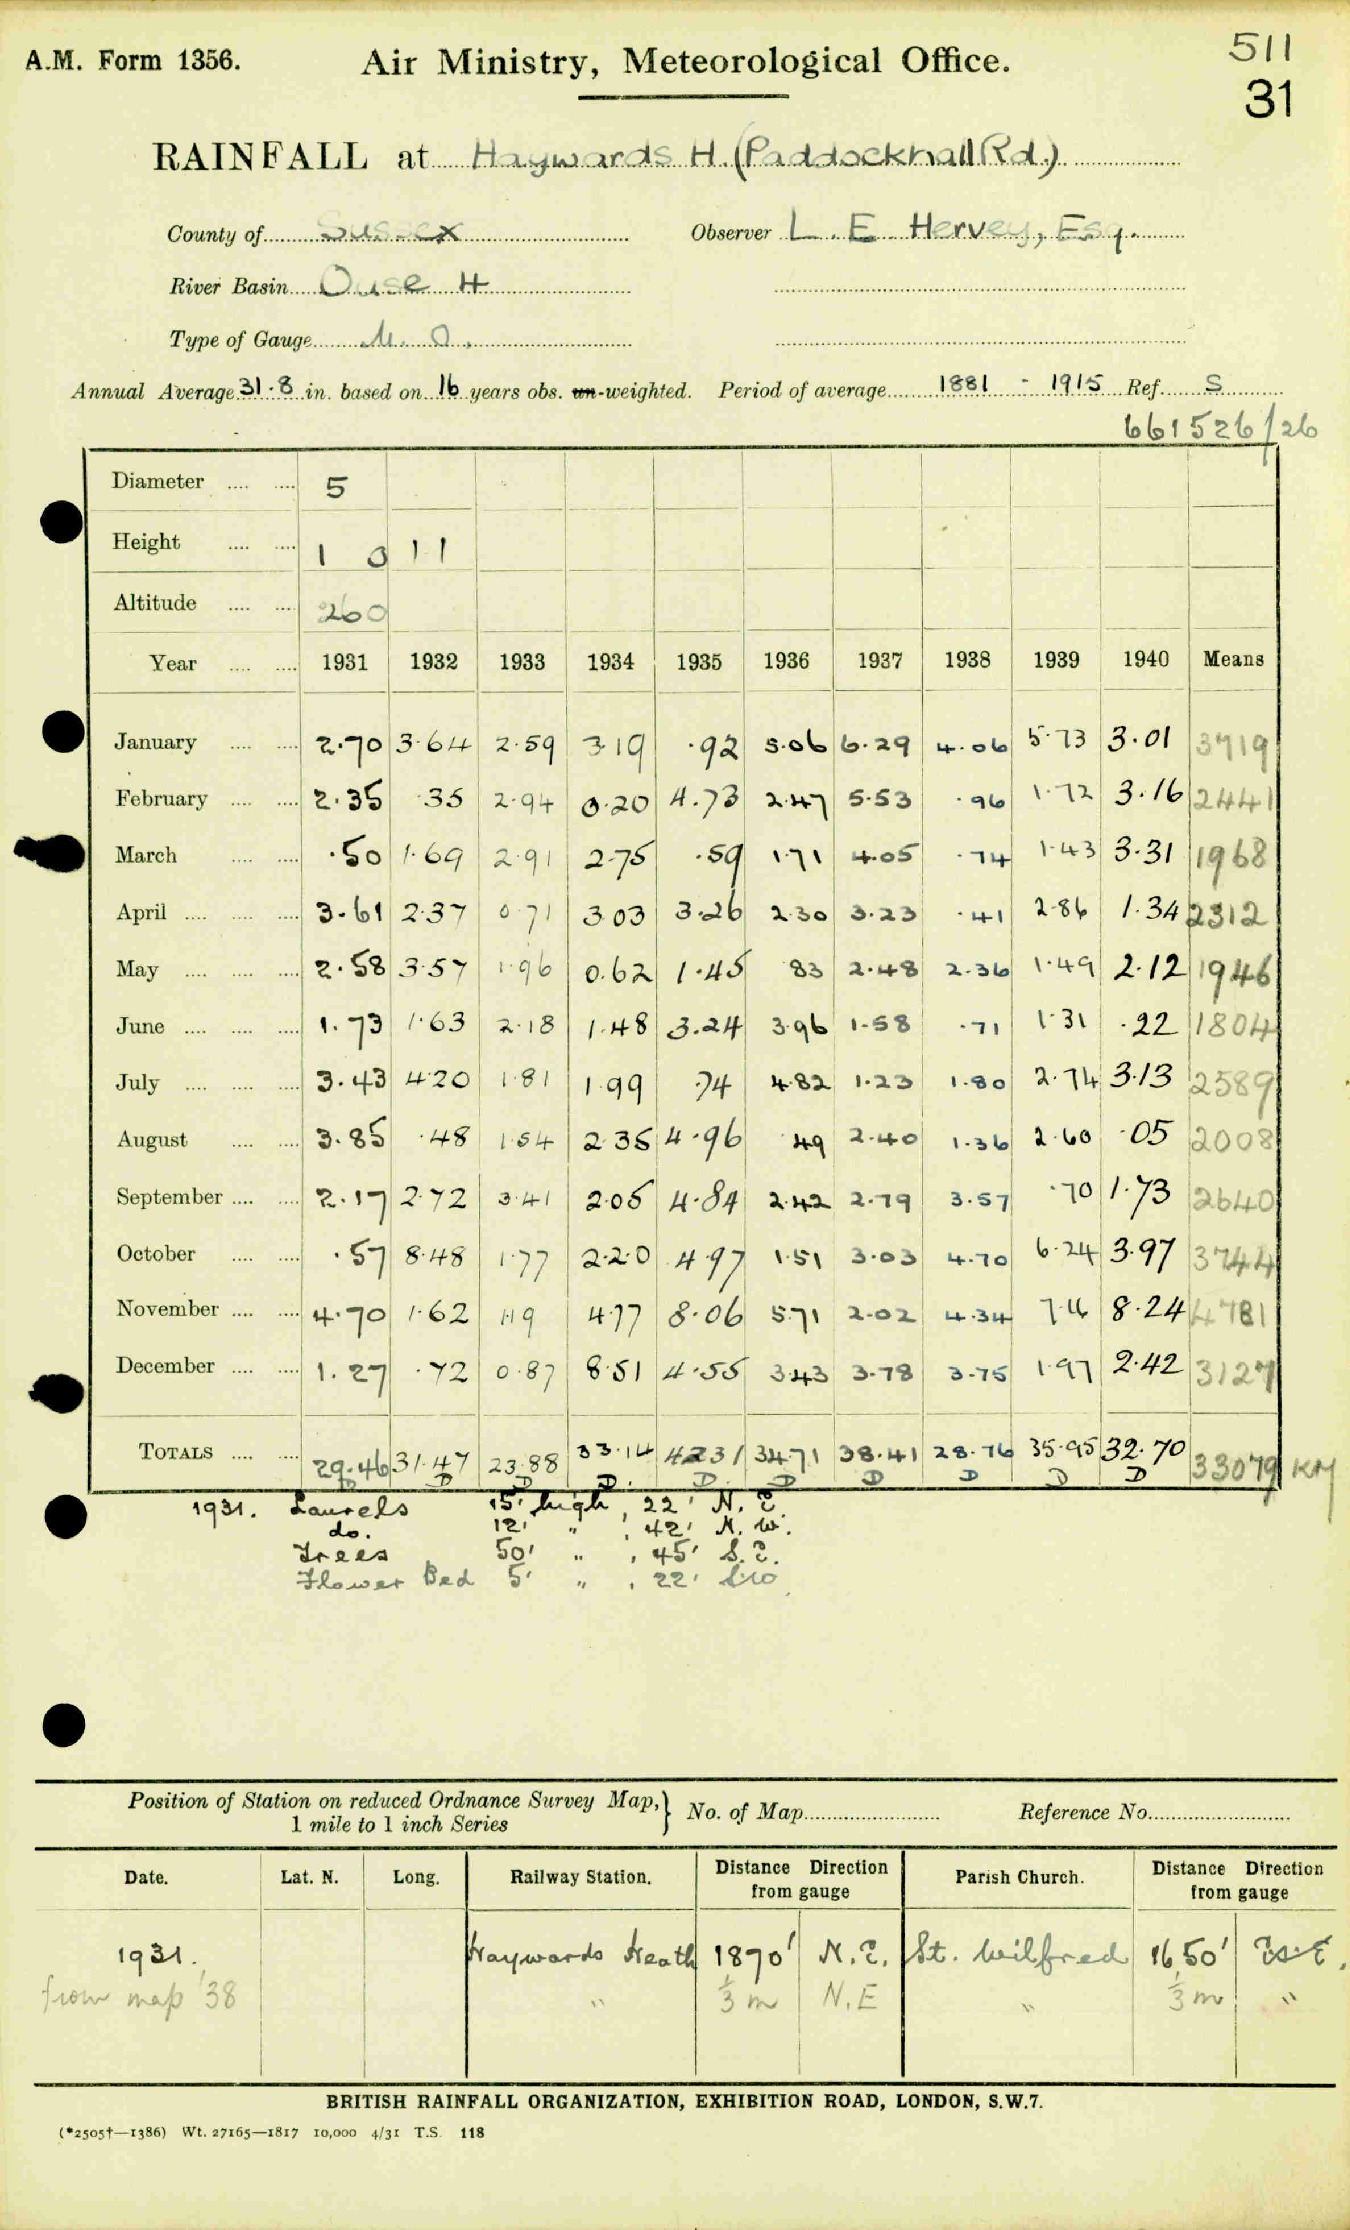 A.M. Form 1356.
Air Ministry, Meteorological Office.
511
31
RAINFALL at Haywards H. (Paddockhall Rd.)
County of Sussex Observer L. E Hervey, Esq.
River Basin Ouse H
Type of Gauge M. O.
Annual Average 31.8 in. based on 16 years obs. un-weighted. Period of average 1881 - 1915 Ref. S
661526/26
Diameter .... .... 5
Height .... .... 1 0 11
Altitude .... .... 260
Year .... .... 1931 1932 1933 1934 1935 1936 1937 1938 1939 1940 Means
January .... .... 2.70 3.64 2.59 3.19 .92 5.06 6.29 4.06 5.73 3.01 3719
February .... .... 2.35 .35 2.94 0.20 4.73 2.47 5.53 .96 1.72 3.16 2441
March .... .... .50 1.69 2.91 2.75 .59 1.71 4.05 .74 1.43 3.31 1968
April .... .... .... 3.61 2.37 0.71 3.03 3.26 2.30 3.23 .41 2.86 1.34 2312
May .... .... .... 2.58 3.57 1.96 0.62 1.45 83 2.48 2.36 1.49 2.12 1946
June .... .... .... 1.73 1.63 2.18 1.48 3.24 3.96 1.58 .71 1.31 .22 1804
July .... .... .... 3.43 4.20 1.81 1.99 .74 4.82 1.23 1.80 2.74 3.13 2589
August .... .... 3.85 .48 1.54 2.35 4.96 49 2.40 1.36 2.60 .05 2008
September .... .... 2.17 2.72 3.41 2.05 4.84 2.42 2.79 3.57 .70 1.73 2640
October .... .... .57 8.48 1.77 2.20 4.97 1.51 3.03 4.70 6.24 3.97 3744
November .... .... 4.70 1.62 1.19 4.77 8.06 5.71 2.02 4.34 7.16 8.24 4781
December .... .... 1.27 .72 0.87 8.51 4.55 3.43 3.78 3.75 1.97 2.42 3127
TOTALS .... .... 29.46 31.47 23.88 33.14 42.31 34.71 38.41 28.76 35.95 32.70 33079 KM
D D D D. D. D D D D D
1931. Laurels 15' high, 22' N. E.
do. 12' " , 42' N. W.
Trees 50' " , 45' S. E.
Flower Bed 5' " , 22' S.W.
Position of Station on reduced Ordnance Survey Map, } No. of Map Reference No.
1 mile to 1 inch Series
Date. Lat. N. Long. Railway Station. Distance Direction from gauge Parish Church. Distance Direction from gauge
1931. Haywards Heath 1870' N.E. St. Wilfred 1650' E.
from map '38 " 1/3 m N.E " 1/3 m "
BRITISH RAINFALL ORGANIZATION, EXHIBITION ROAD, LONDON, S.W.7.
(*2505†—1386) Wt. 27165—1817 10,000 4/31 T.S. 118